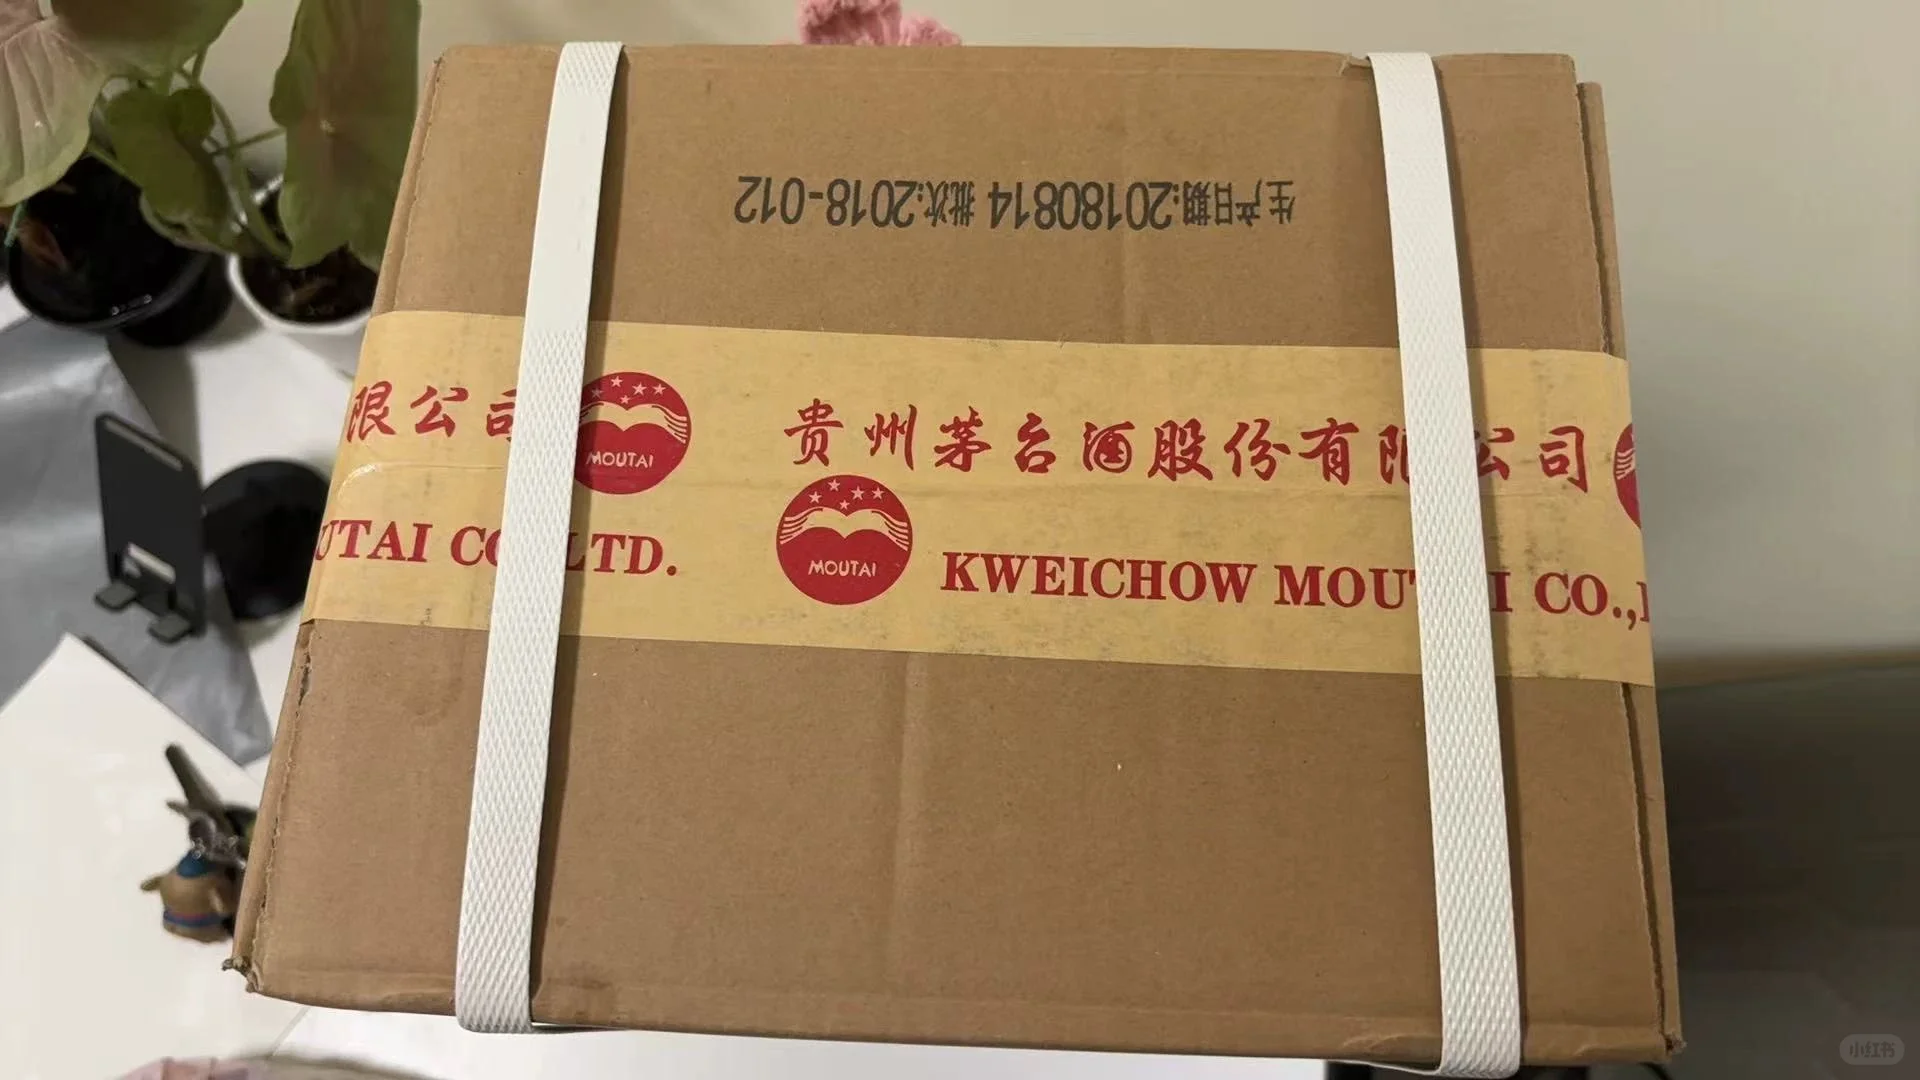 生产日期:20180814 批次:2018-012
限公司
MOUTAI
UTAI CO LTD.
贵州茅台酒股份有限公司
MOUTAI
KWEICHOW MOUTAI CO.,L
小红书